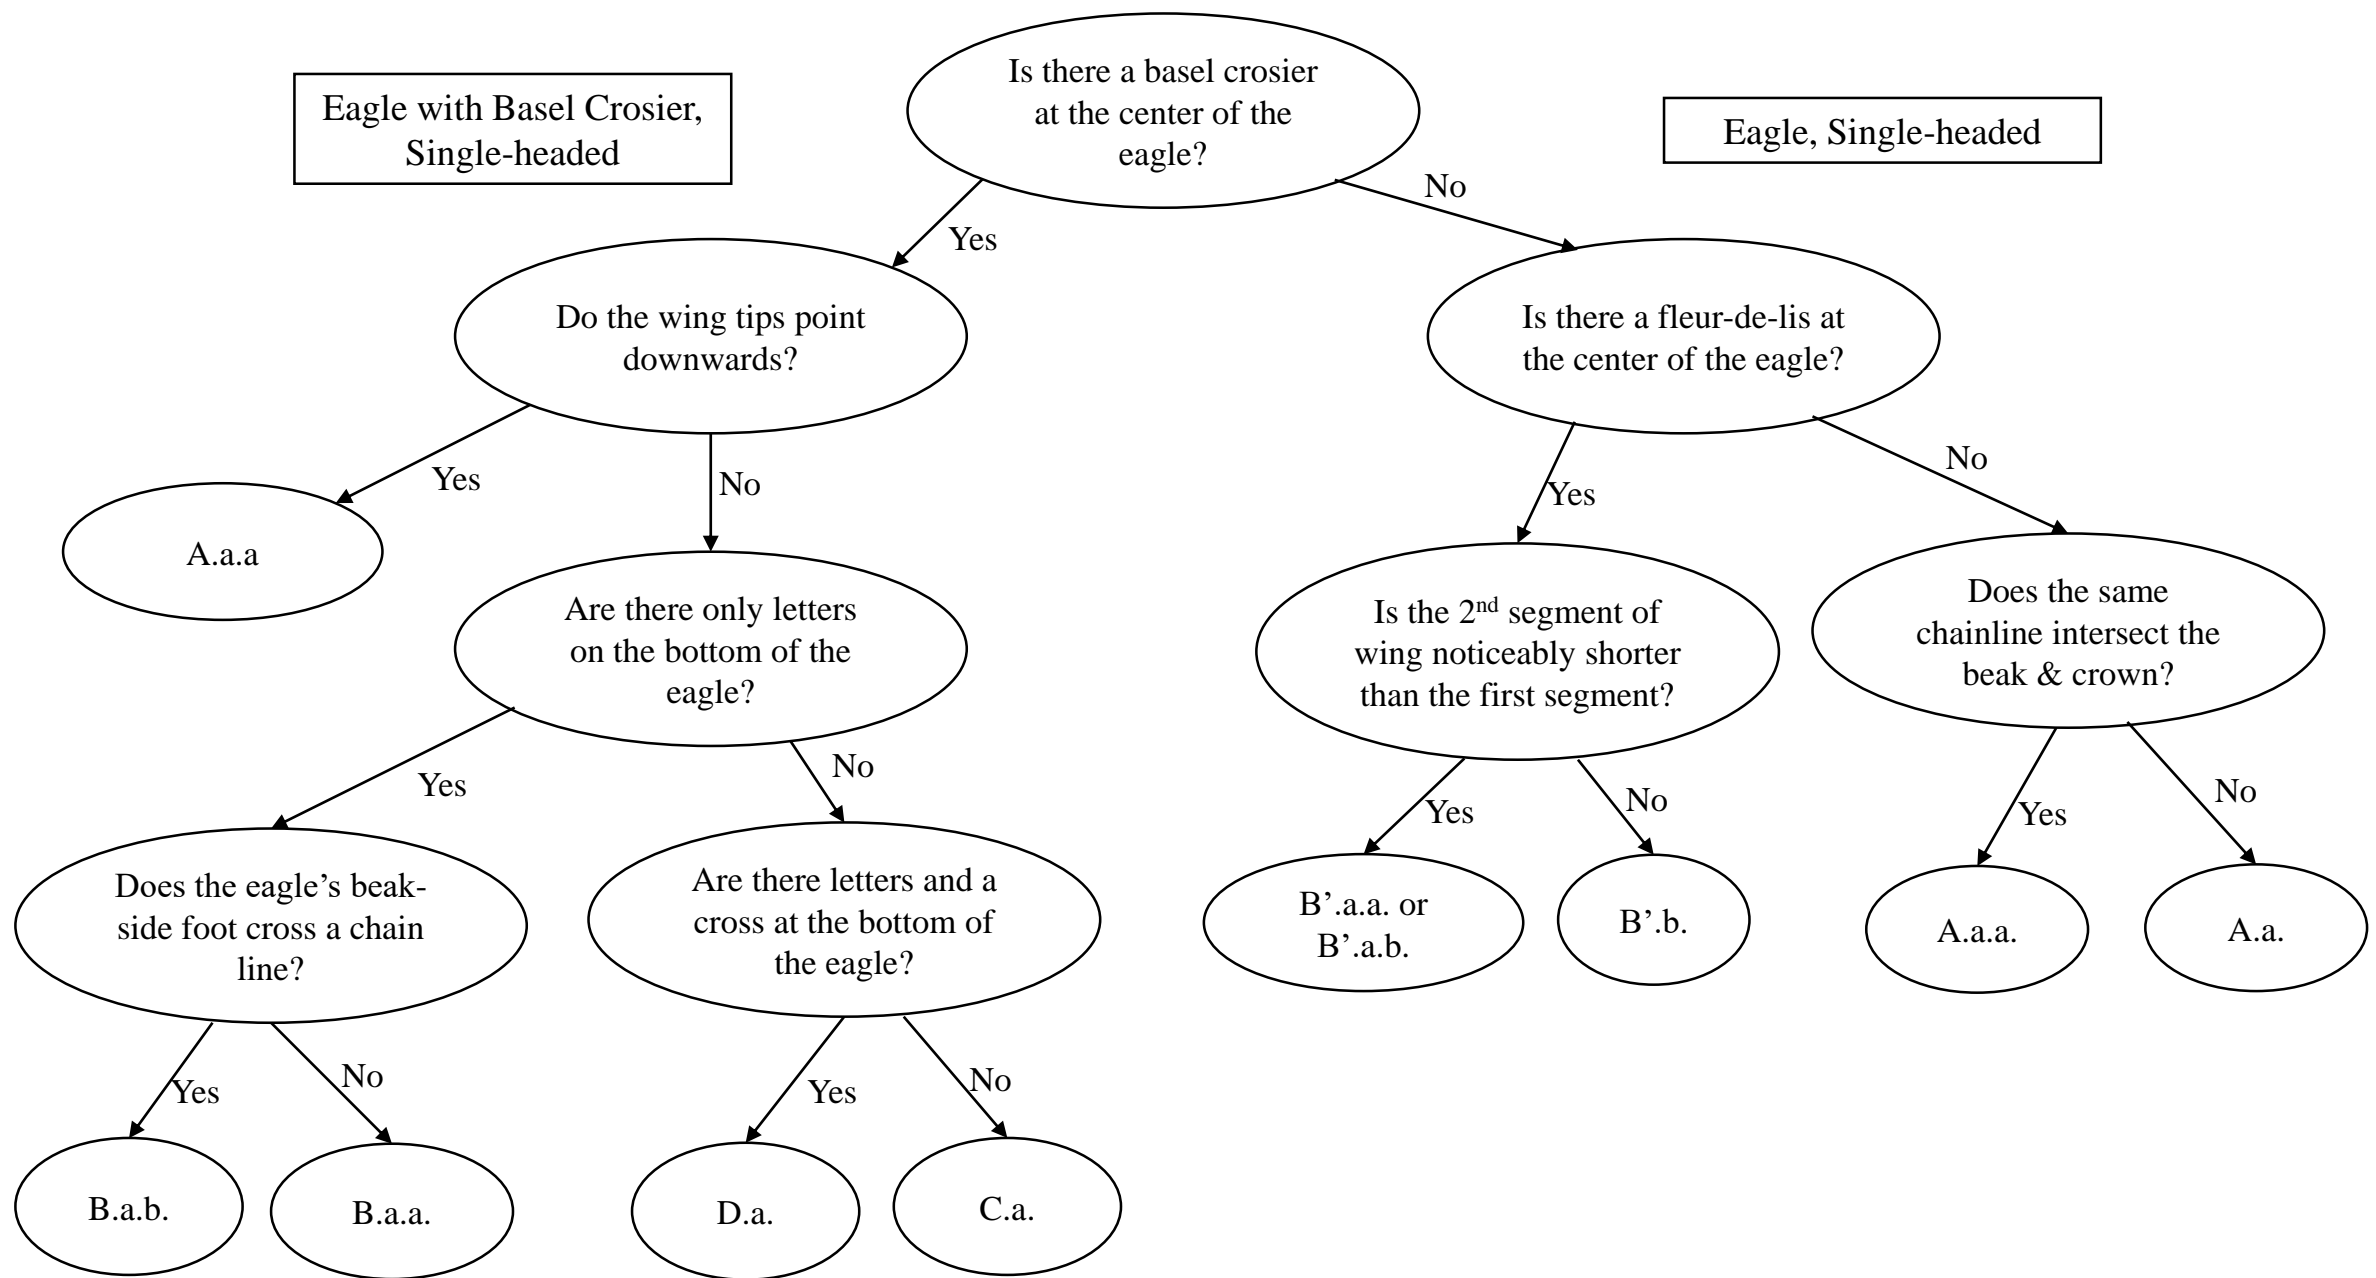 Is there a basel crosier
at the center of the
eagle?
Eagle with Basel Crosier,
Single-headed
Eagle, Single-headed
No
Yes
Do the wing tips point
downwards?
Is there a fleur-de-lis at
the center of the eagle?
Yes
No
Yes
No
A.a.a
Are there only letters
on the bottom of the
eagle?
Is the 2nd segment of
wing noticeably shorter
than the first segment?
Does the same
chainline intersect the
beak & crown?
Yes
No
Yes
No
Yes
No
Does the eagle’s beak-
side foot cross a chain
line?
Are there letters and a
cross at the bottom of
the eagle?
B’.a.a. or
B’.a.b.
B’.b.
A.a.a.
A.a.
Yes
No
Yes
No
B.a.b.
B.a.a.
D.a.
C.a.